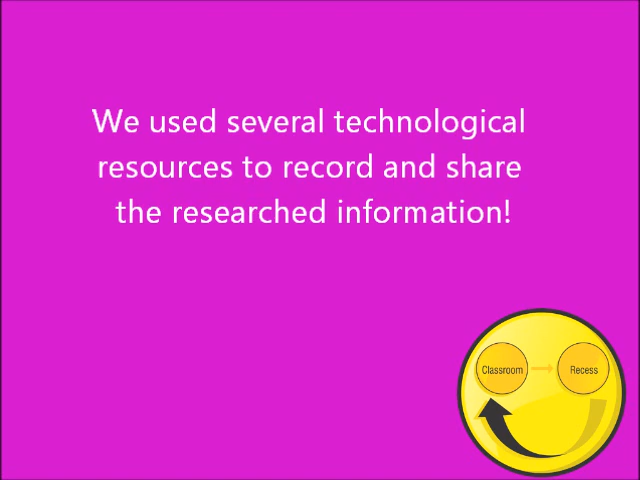 We used several technological
resources to record and share
the researched information!
Classroom
Recess